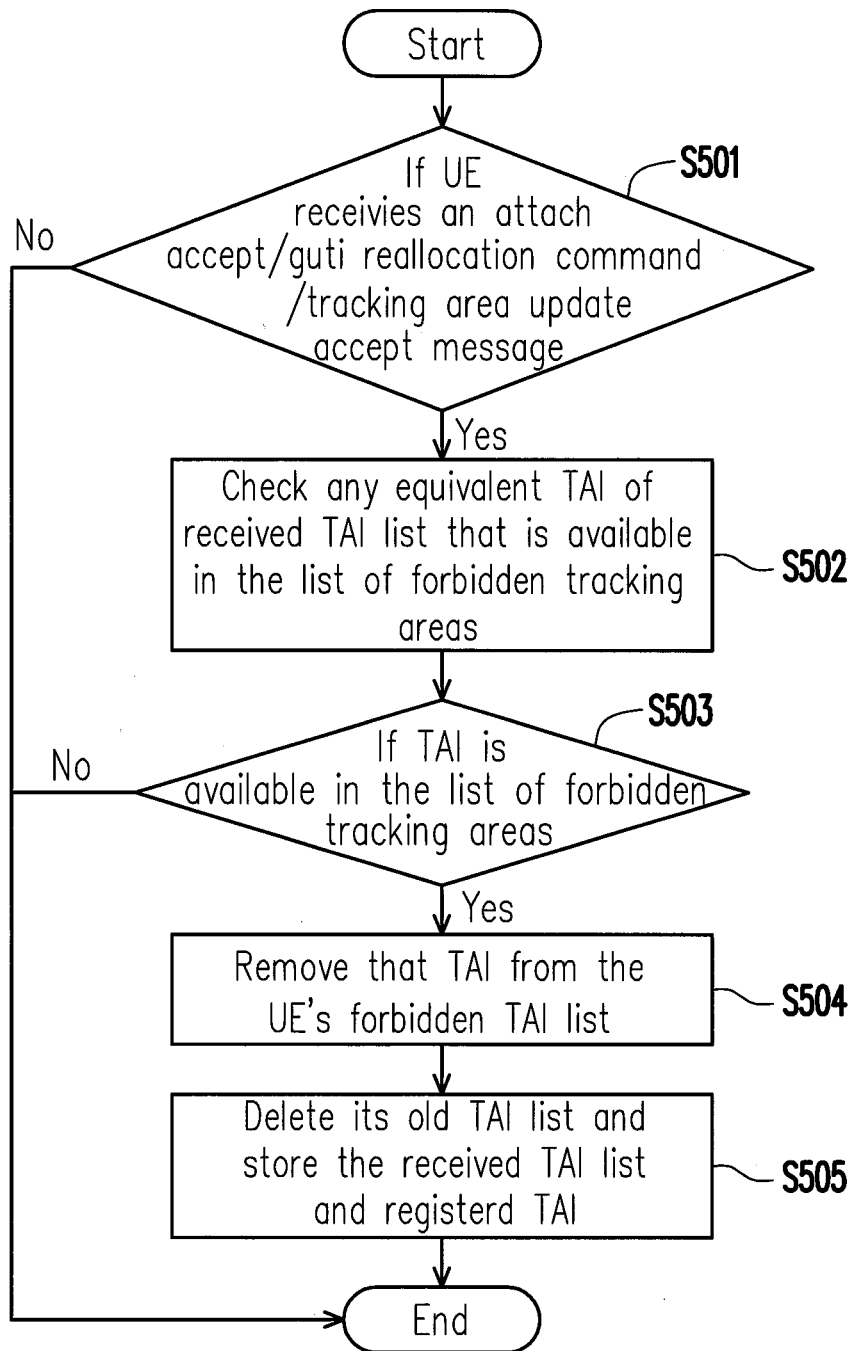 Start
If UE
receivies an attach
accept/guti reallocation command
/tracking area update
accept message
S501
No
Yes
Check any equivalent TAI of
received TAI list that is available
in the list of forbidden tracking
areas
S502
If TAI is
available in the list of forbidden
tracking areas
S503
No
Yes
Remove that TAI from the
UE's forbidden TAI list
S504
Delete its old TAI list and
store the received TAI list
and registerd TAI
S505
End